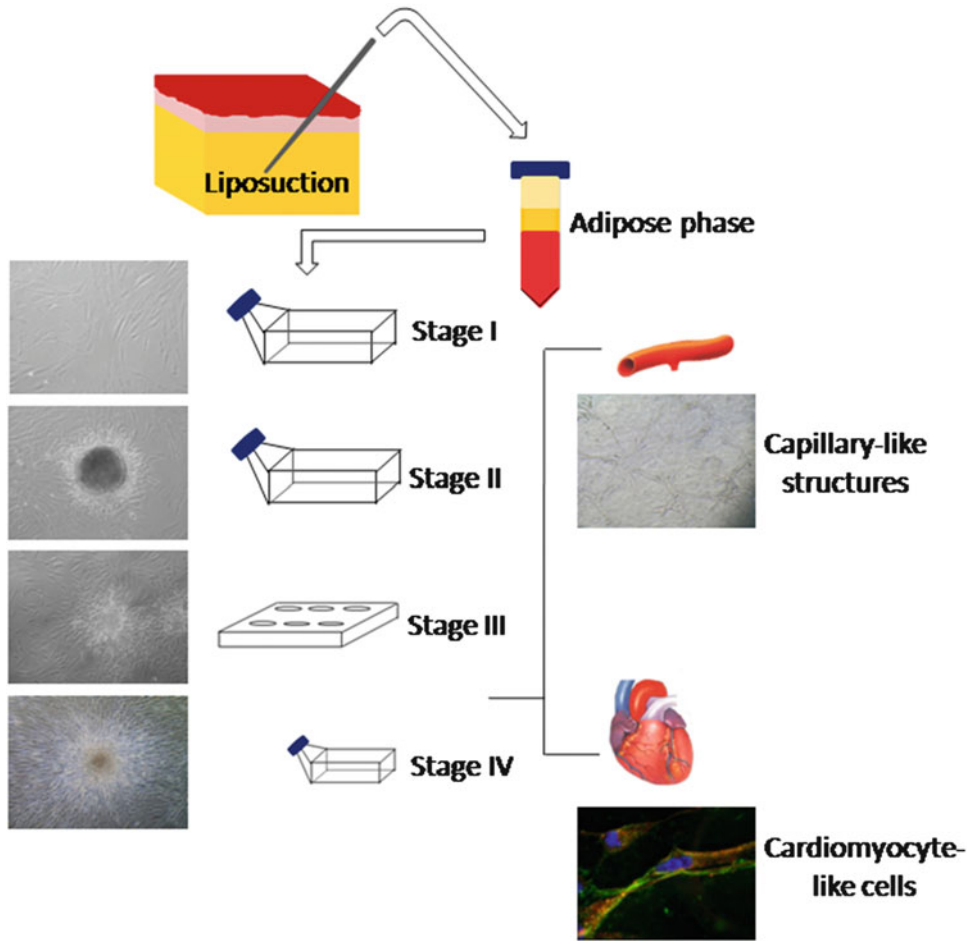 Liposuction
Adipose phase
Stage I
Stage II
Stage III
Stage IV
Capillary-like
structures
Cardiomyocyte-
like cells